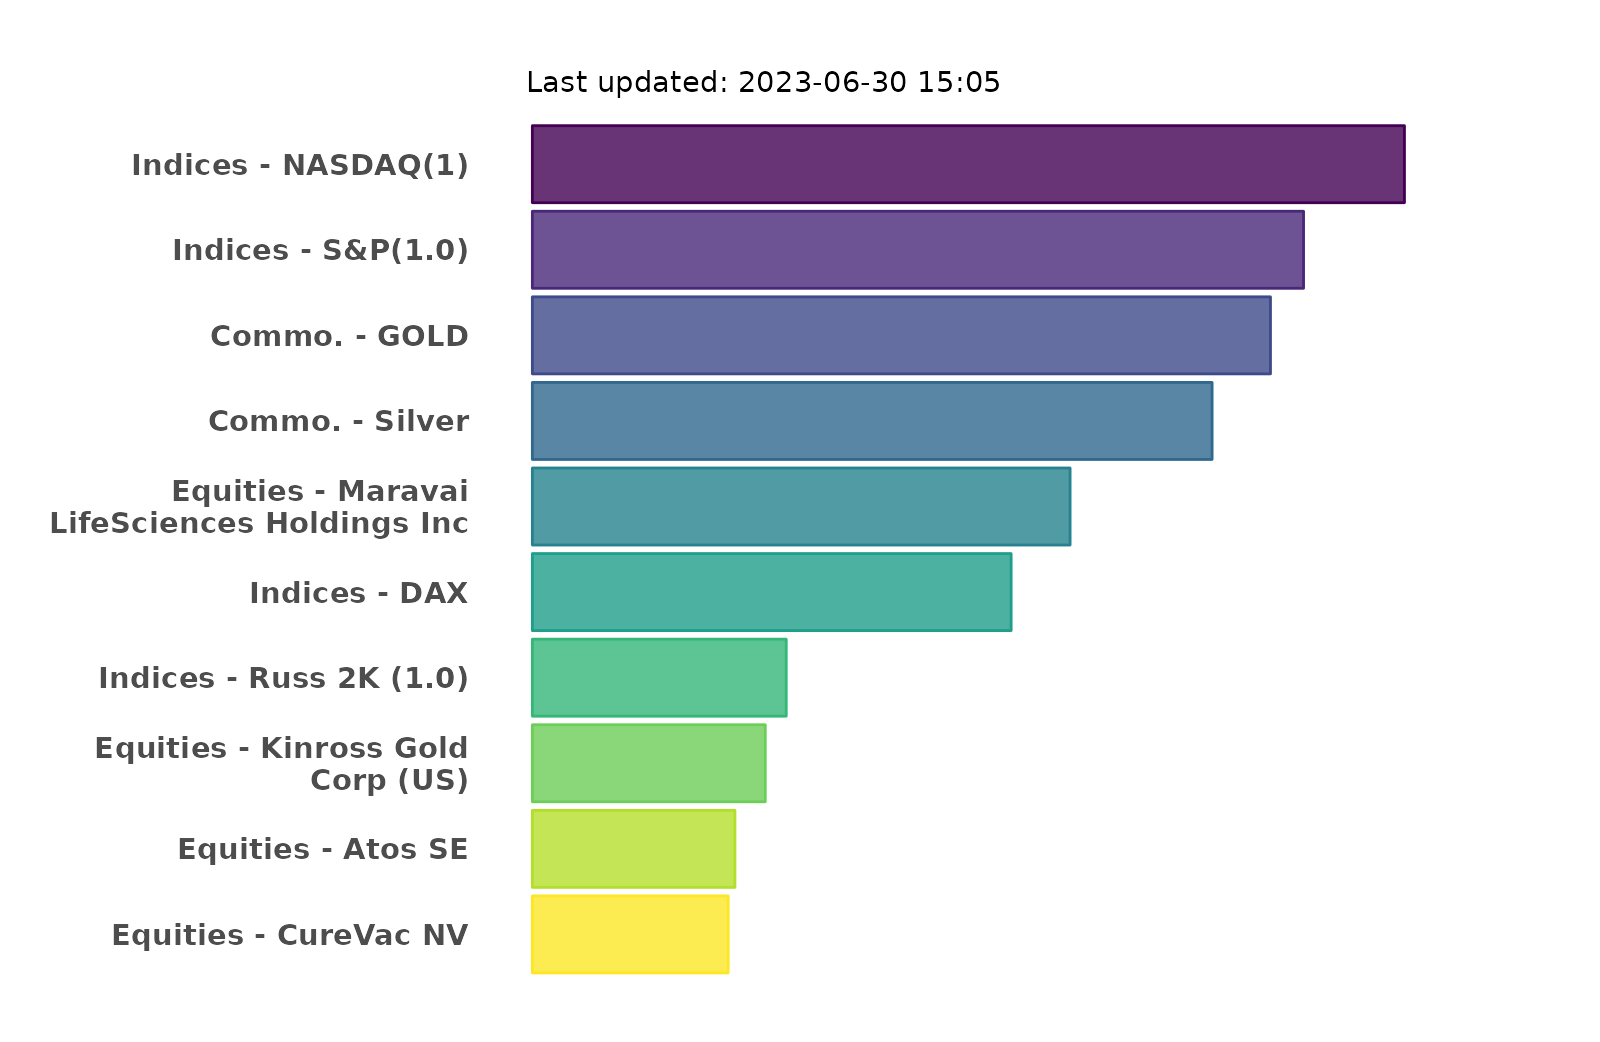 Last updated: 2023-06-30 15:05
Indices - NASDAQ(1)
Indices - S&P(1.0)
Commo. - GOLD
Commo. - Silver
Equities - Maravai
LifeSciences Holdings Inc
Indices - DAX
Indices - Russ 2K (1.0)
Equities - Kinross Gold
Corp (US)
Equities - Atos SE
Equities - CureVac NV